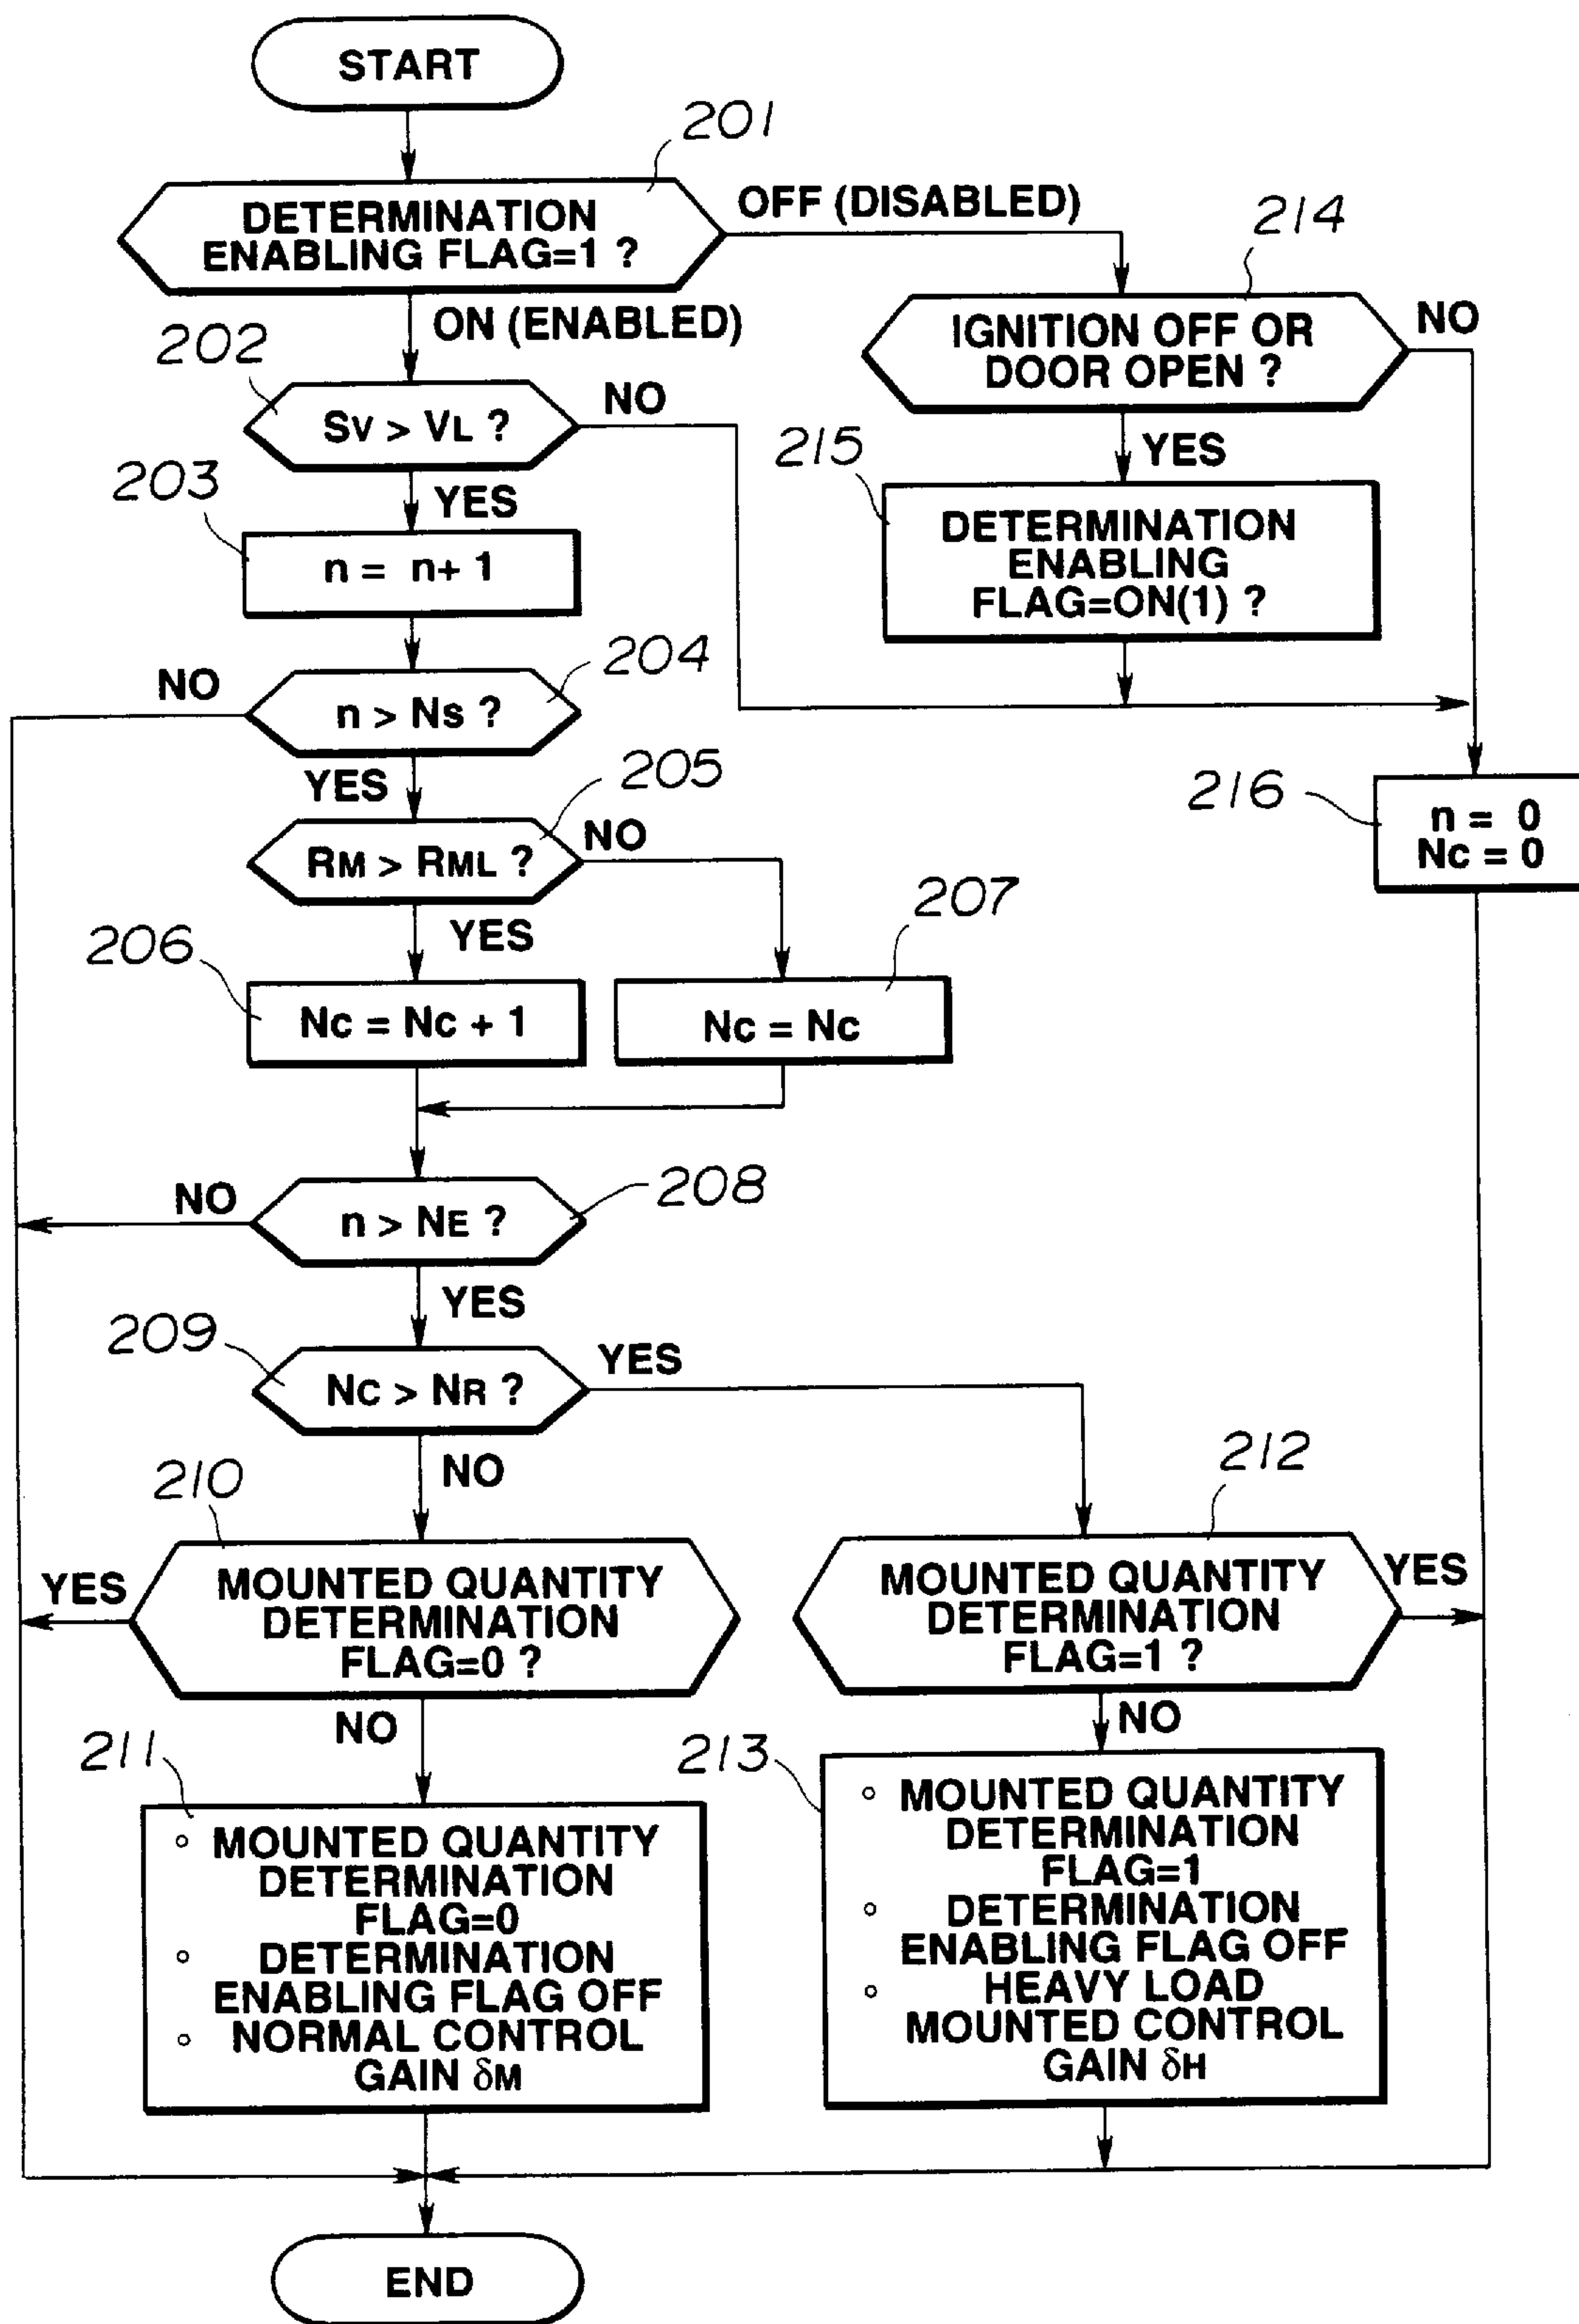 START
201
DETERMINATION
ENABLING FLAG=1 ?
OFF (DISABLED)
214
ON (ENABLED)
202
SV > VL ?
NO
IGNITION OFF OR
DOOR OPEN ?
NO
203
YES
215
YES
n = n+ 1
DETERMINATION
ENABLING
FLAG=ON(1) ?
204
NO
n > NS ?
YES
205
216
n = 0
NC = 0
RM > RML ?
NO
207
206
YES
NC = NC + 1
NC = NC
208
NO
n > NE ?
YES
209
NC > NR ?
YES
NO
210
212
YES
MOUNTED QUANTITY
DETERMINATION
FLAG=0 ?
MOUNTED QUANTITY
DETERMINATION
FLAG=1 ?
YES
NO
NO
211
213
MOUNTED QUANTITY
DETERMINATION
FLAG=0
DETERMINATION
ENABLING FLAG OFF
NORMAL CONTROL
GAIN δM
MOUNTED QUANTITY
DETERMINATION
FLAG=1
DETERMINATION
ENABLING FLAG OFF
HEAVY LOAD
MOUNTED CONTROL
GAIN δH
END